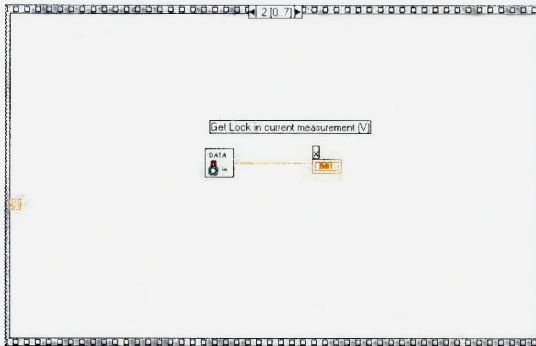 2 [0..7]
Get Lock in current measurement (V)
DATA
X
DBL